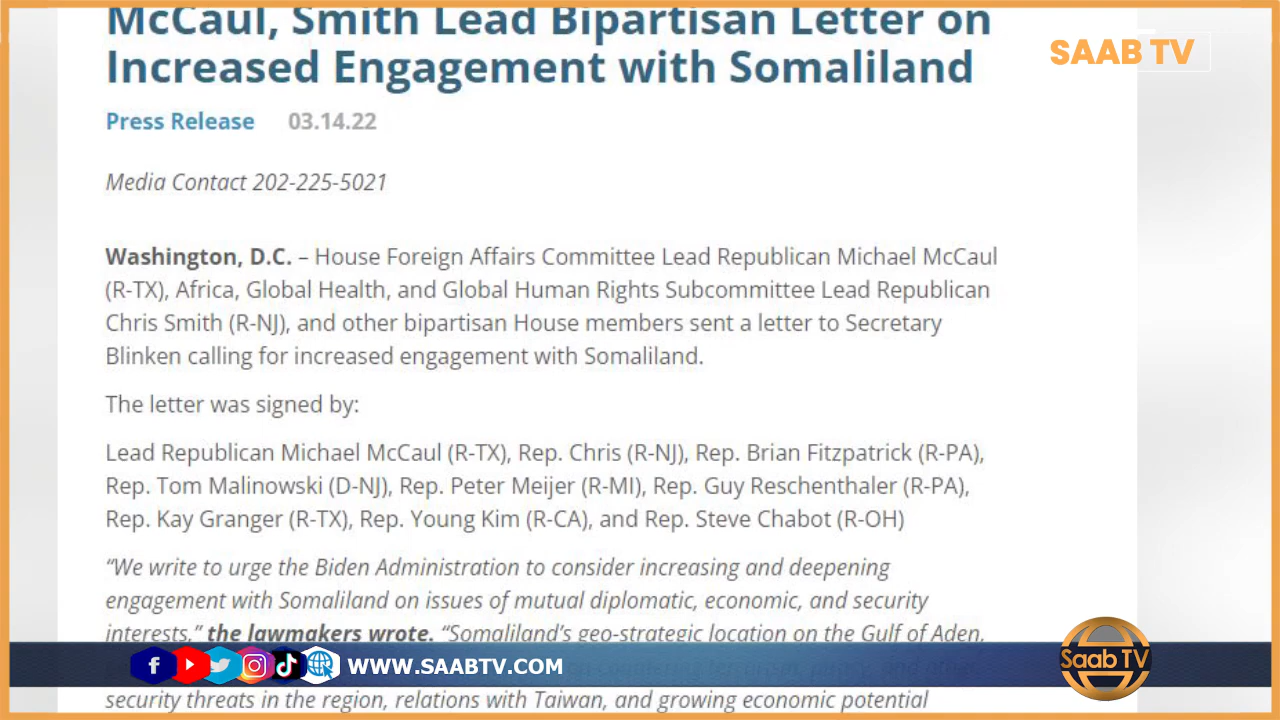 McCaul, Smith Lead Bipartisan Letter on
Increased Engagement with Somaliland
SAAB TV
Press Release 03.14.22
Media Contact 202-225-5021
Washington, D.C. – House Foreign Affairs Committee Lead Republican Michael McCaul
(R-TX), Africa, Global Health, and Global Human Rights Subcommittee Lead Republican
Chris Smith (R-NJ), and other bipartisan House members sent a letter to Secretary
Blinken calling for increased engagement with Somaliland.
The letter was signed by:
Lead Republican Michael McCaul (R-TX), Rep. Chris (R-NJ), Rep. Brian Fitzpatrick (R-PA),
Rep. Tom Malinowski (D-NJ), Rep. Peter Meijer (R-MI), Rep. Guy Reschenthaler (R-PA),
Rep. Kay Granger (R-TX), Rep. Young Kim (R-CA), and Rep. Steve Chabot (R-OH)
“We write to urge the Biden Administration to consider increasing and deepening
engagement with Somaliland on issues of mutual diplomatic, economic, and security
interests,” the lawmakers wrote. “Somaliland’s geo-strategic location on the Gulf of Aden,
WWW.SAABTV.COM
Saab TV
security threats in the region, relations with Taiwan, and growing economic potential